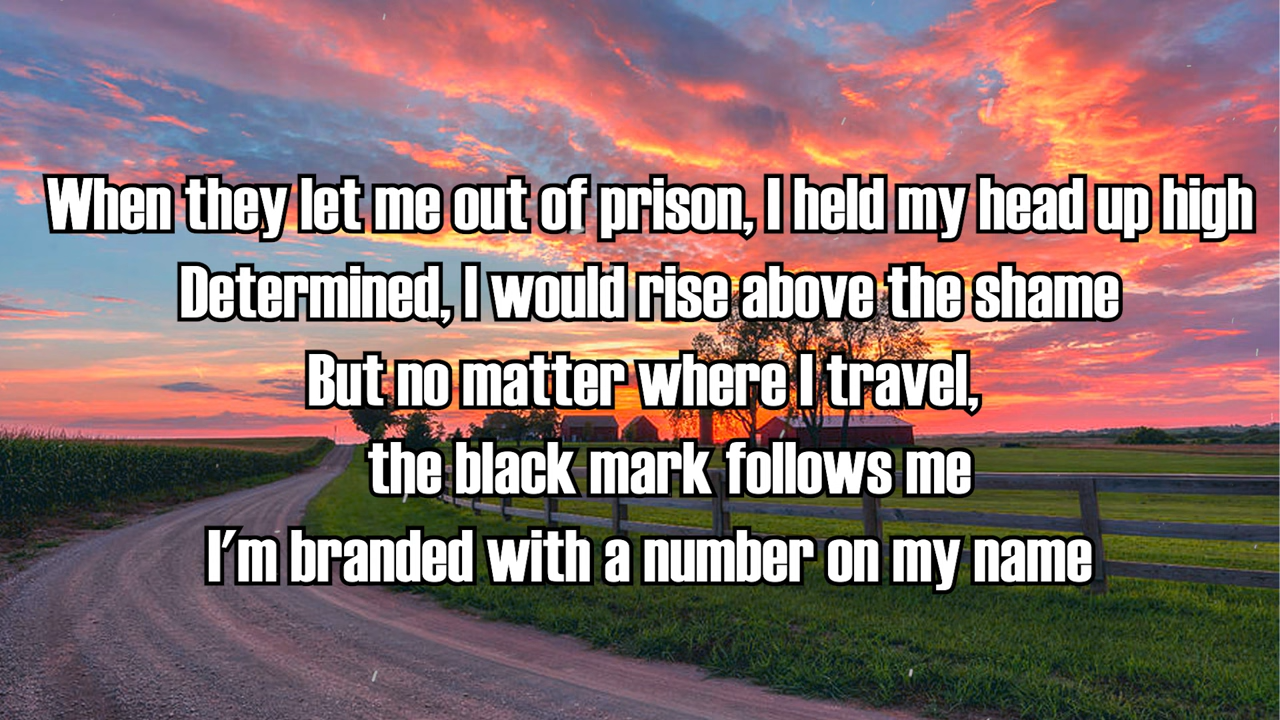 When they let me out of prison, I held my head up high
Determined, I would rise above the shame
But no matter where I travel,
the black mark follows me
I'm branded with a number on my name